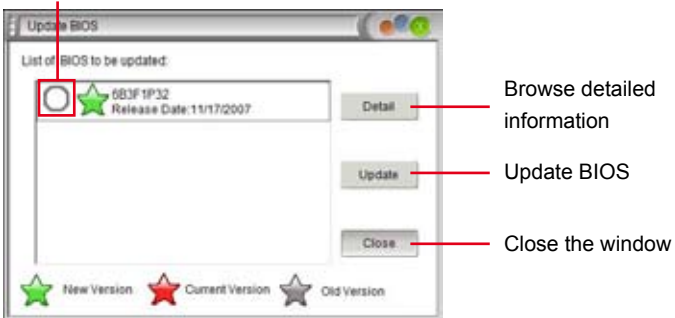 Update BIOS
List of BIOS to be updated:
6B3F1P32
Release Date:11/17/2007
Detail
Browse detailed
information
Update
Update BIOS
Close
Close the window
New Version
Current Version
Old Version